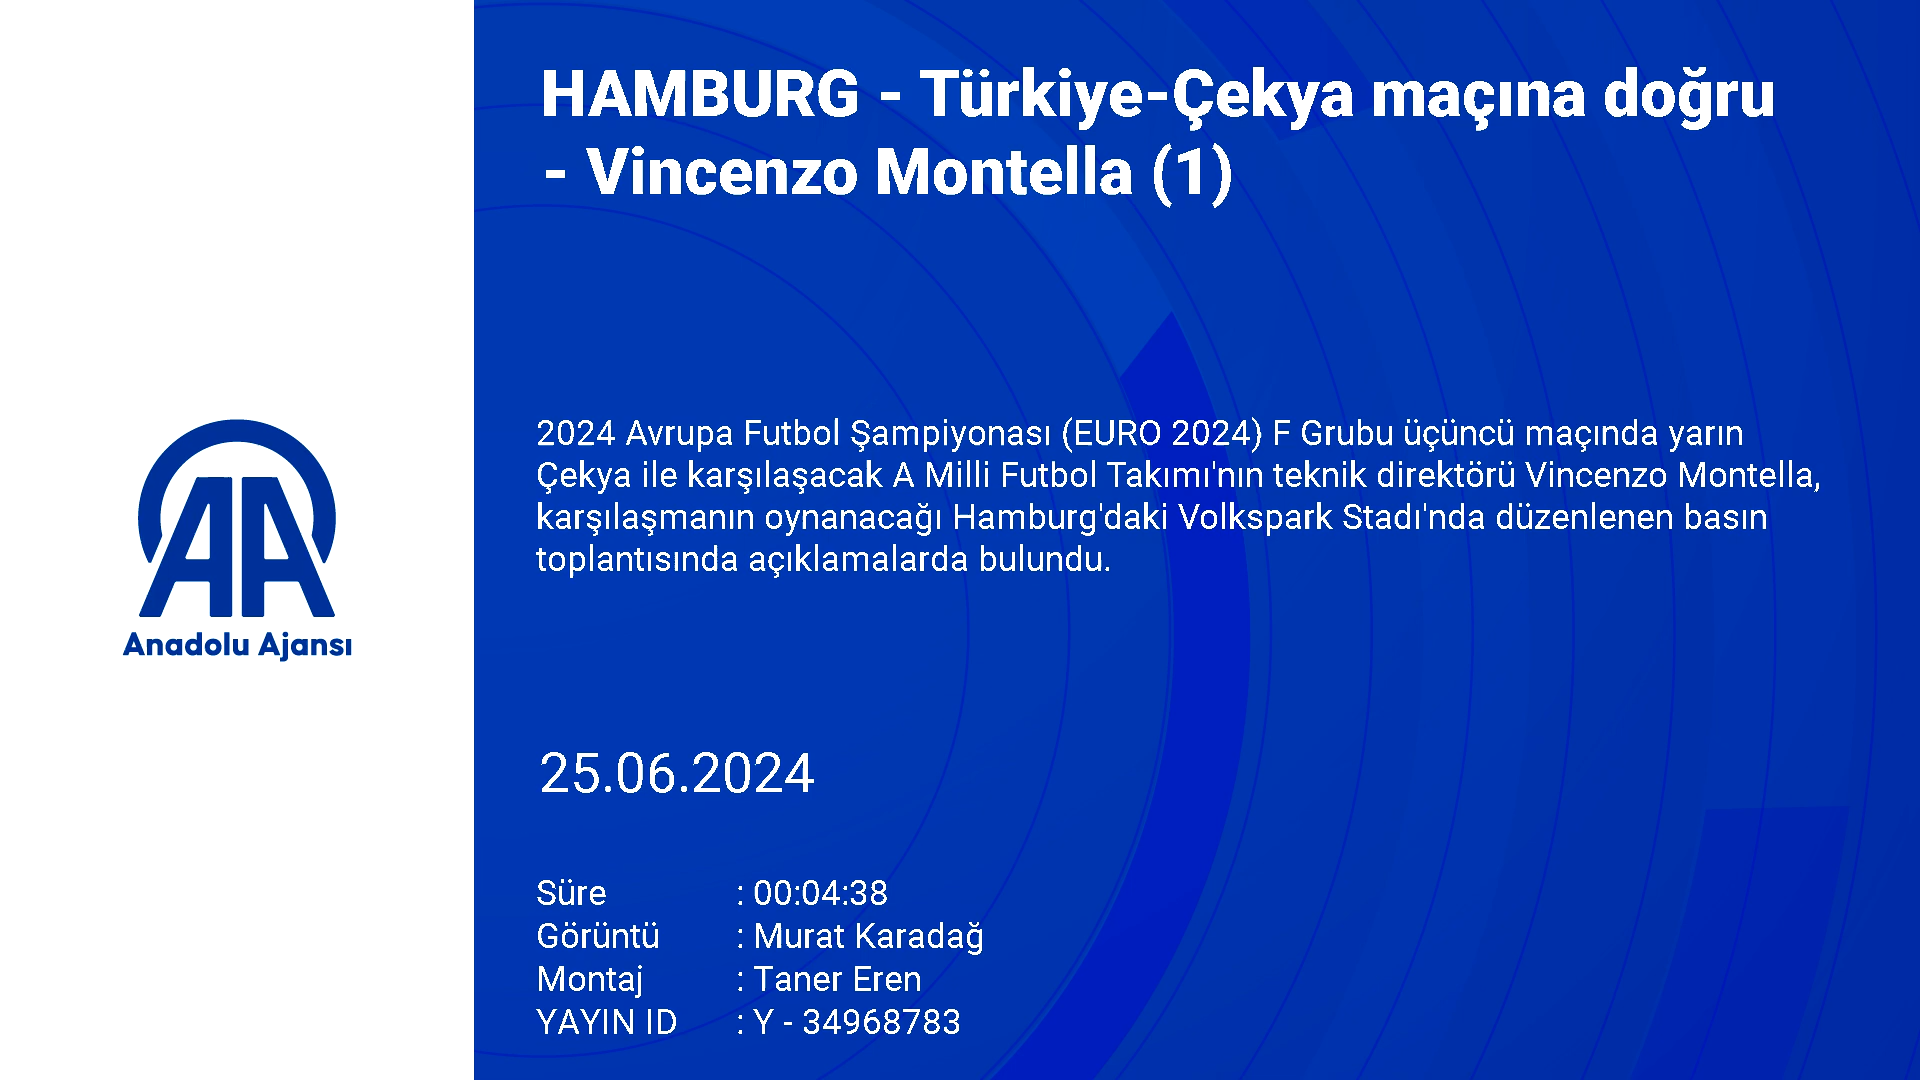 HAMBURG - Türkiye-Çekya maçına doğru
- Vincenzo Montella (1)
2024 Avrupa Futbol Şampiyonası (EURO 2024) F Grubu üçüncü maçında yarın
Çekya ile karşılaşacak A Milli Futbol Takımı'nın teknik direktörü Vincenzo Montella,
karşılaşmanın oynanacağı Hamburg'daki Volkspark Stadı'nda düzenlenen basın
toplantısında açıklamalarda bulundu.
AA
Anadolu Ajansı
25.06.2024
Süre : 00:04:38
Görüntü : Murat Karadağ
Montaj : Taner Eren
YAYIN ID : Y - 34968783